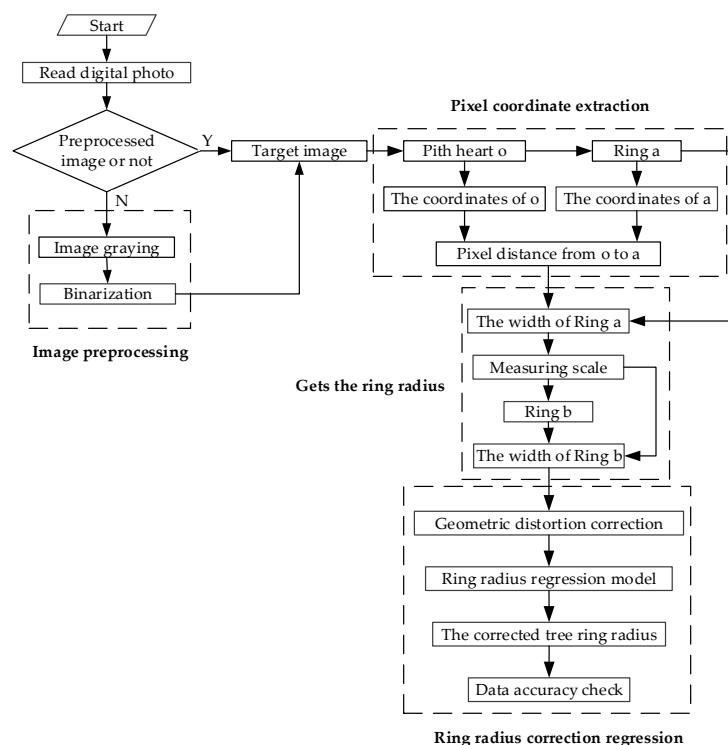 Start
Read digital photo
Preprocessed
image or not
Y
N
Image graying
Binarization
Image preprocessing
Target image
Pixel coordinate extraction
Pith heart o
Ring a
The coordinates of o
The coordinates of a
Pixel distance from o to a
The width of Ring a
Measuring scale
Gets the ring radius
Ring b
The width of Ring b
Geometric distortion correction
Ring radius regression model
The corrected tree ring radius
Data accuracy check
Ring radius correction regression